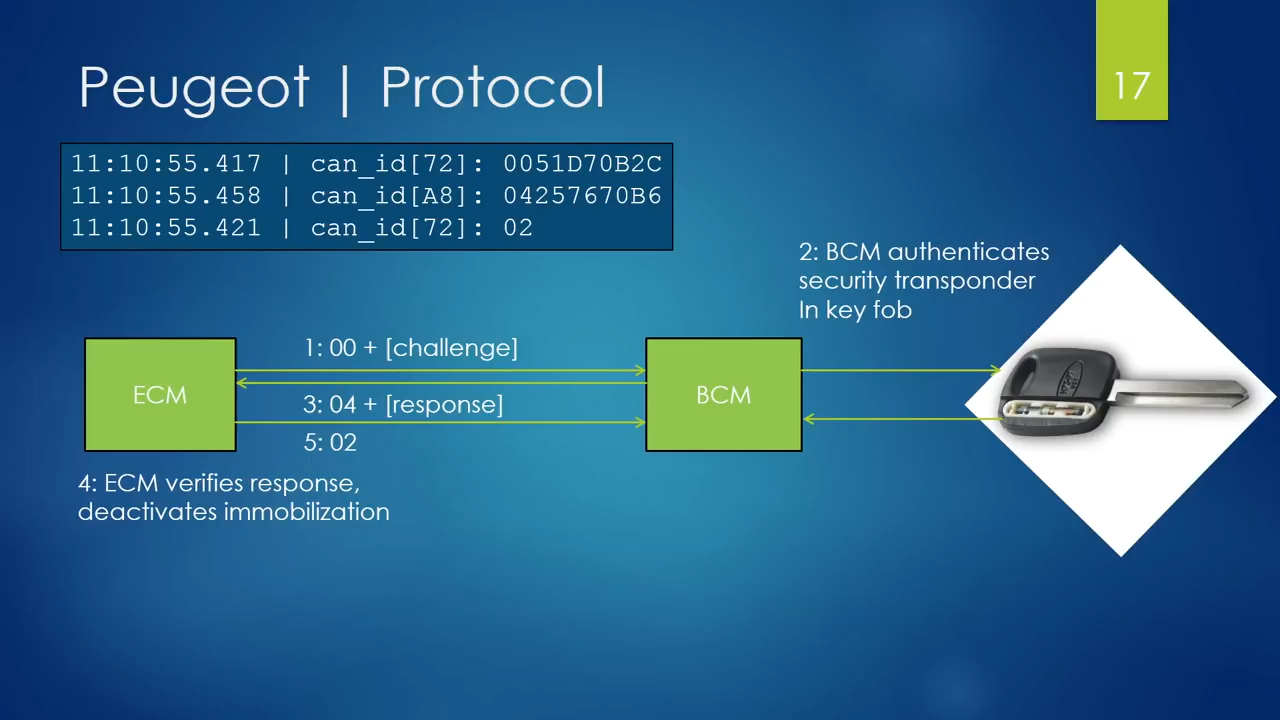 Peugeot | Protocol
17
11:10:55.417 | can_id[72]: 0051D70B2C
11:10:55.458 | can_id[A8]: 04257670B6
11:10:55.421 | can_id[72]: 02
2: BCM authenticates
security transponder
In key fob
1: 00 + [challenge]
ECM
BCM
3: 04 + [response]
5: 02
4: ECM verifies response,
deactivates immobilization